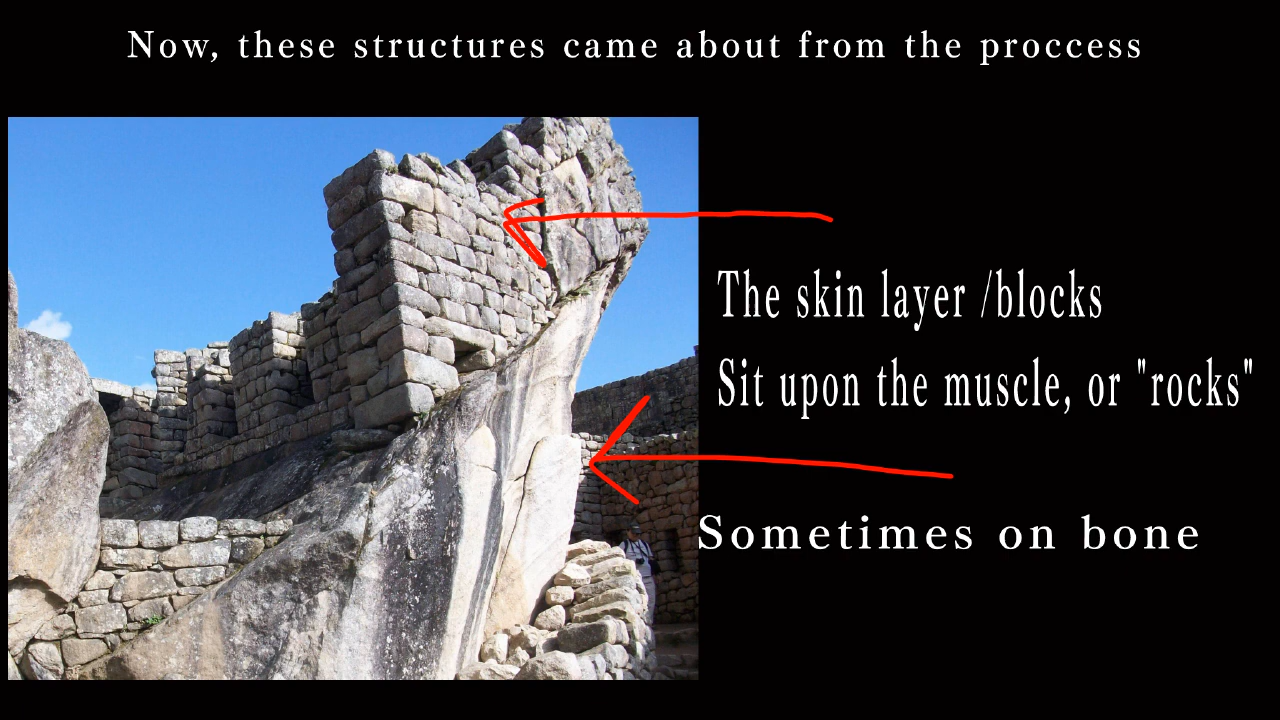 Now, these structures came about from the proccess
The skin layer /blocks
Sit upon the muscle, or "rocks"
Sometimes on bone